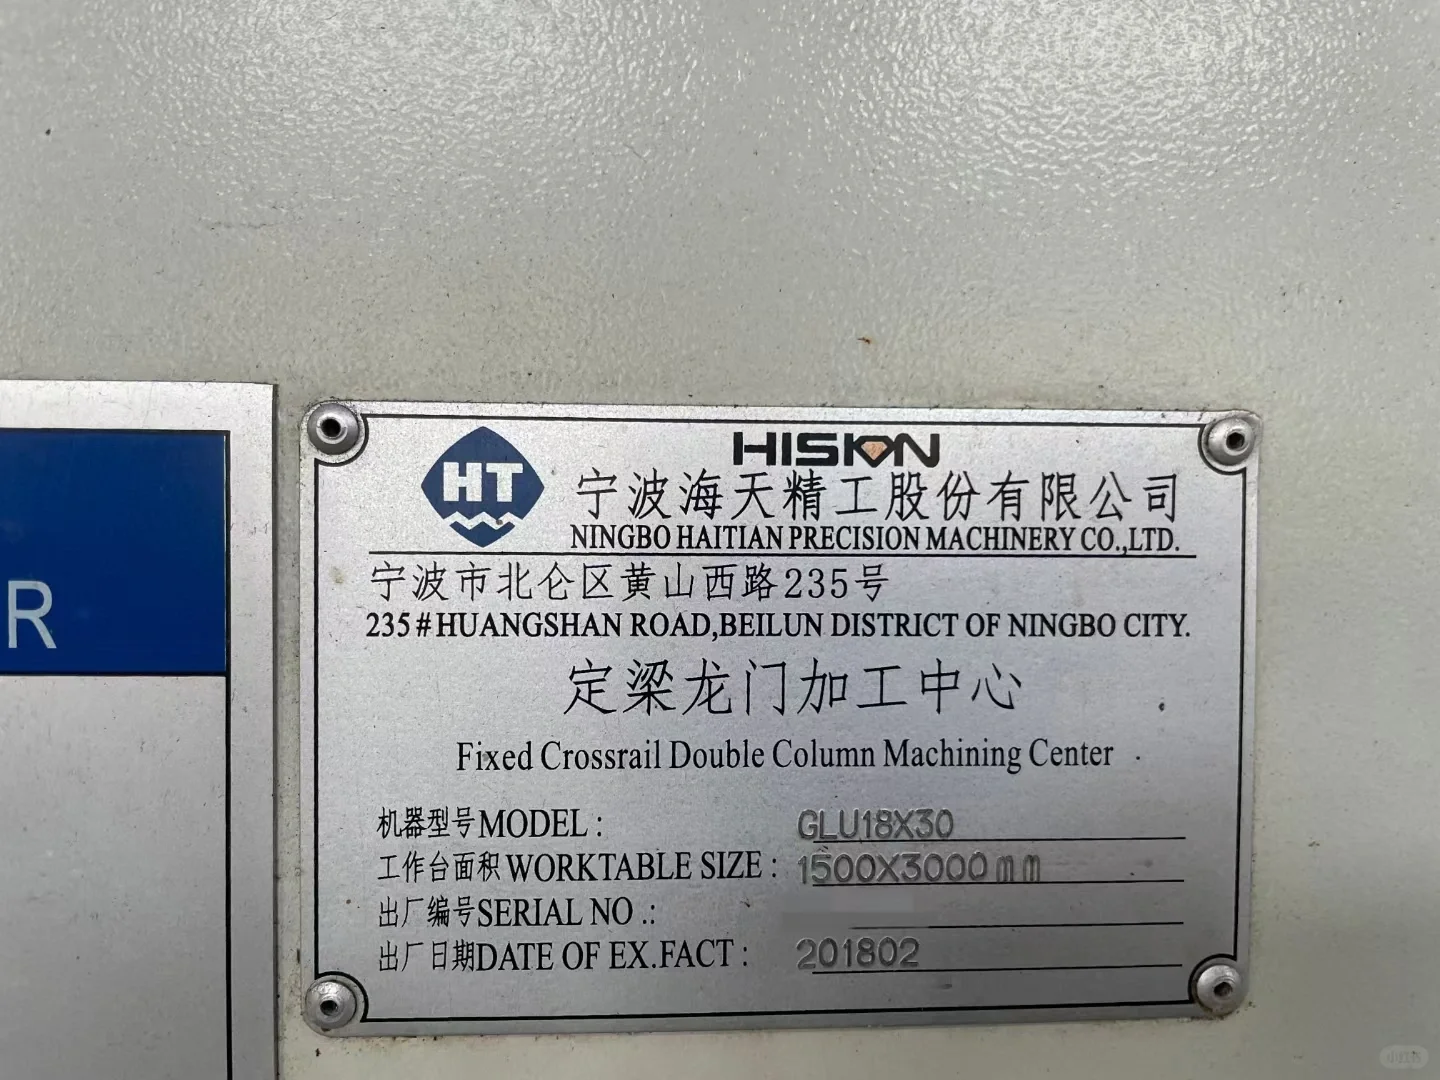 R
HT
HISION
宁波海天精工股份有限公司
NINGBO HAITIAN PRECISION MACHINERY CO.,LTD.
宁波市北仑区黄山西路235号
235#HUANGSHAN ROAD,BEILUN DISTRICT OF NINGBO CITY.
定梁龙门加工中心
Fixed Crossrail Double Column Machining Center
机器型号MODEL: GLU18X30
工作台面积WORKTABLE SIZE: 1500X3000mm
出厂编号SERIAL NO.:
出厂日期DATE OF EX.FACT: 201802
小红书